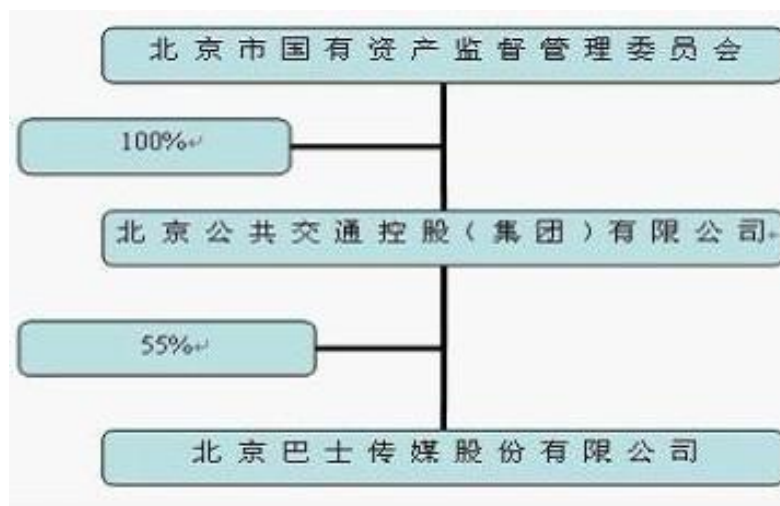 北京市国有资产监督管理委员会
100%↵
北京公共交通控股(集团)有限公司
55%↵
北京巴士传媒股份有限公司